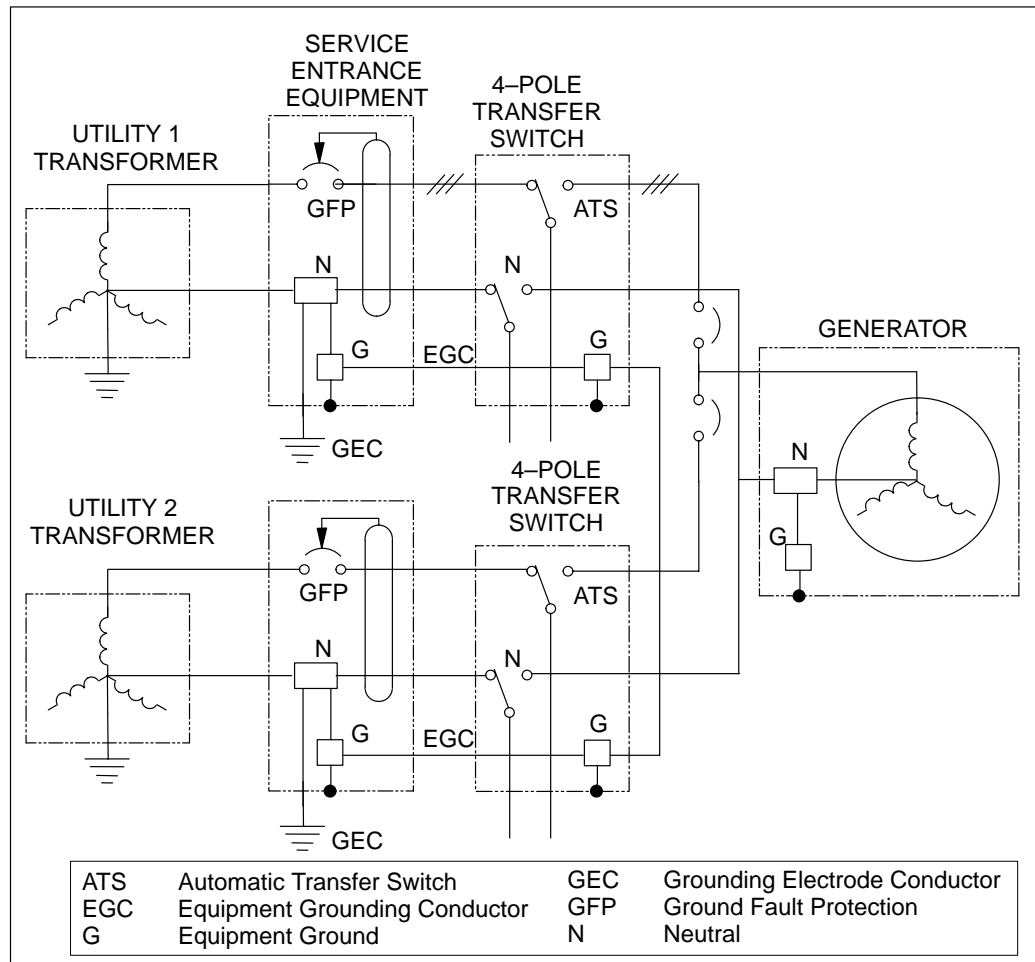 SERVICE
ENTRANCE
EQUIPMENT
4–POLE
TRANSFER
SWITCH
UTILITY 1
TRANSFORMER
GFP
ATS
N
N
G
EGC
G
GEC
GENERATOR
N
G
4–POLE
TRANSFER
SWITCH
UTILITY 2
TRANSFORMER
GFP
ATS
N
N
G
EGC
G
GEC
ATS Automatic Transfer Switch
EGC Equipment Grounding Conductor
G Equipment Ground
GEC Grounding Electrode Conductor
GFP Ground Fault Protection
N Neutral